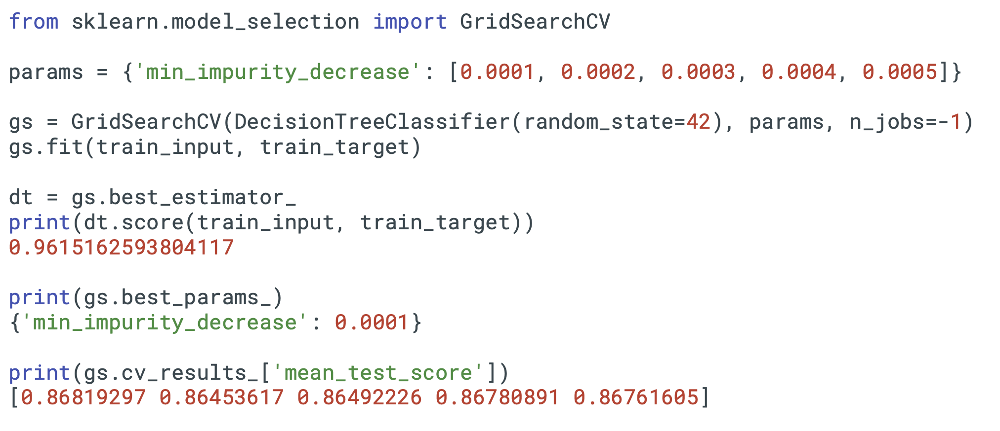 from sklearn.model_selection import GridSearchCV
params = {'min_impurity_decrease': [0.0001, 0.0002, 0.0003, 0.0004, 0.0005]}
gs = GridSearchCV(DecisionTreeClassifier(random_state=42), params, n_jobs=-1)
gs.fit(train_input, train_target)
dt = gs.best_estimator_
print(dt.score(train_input, train_target))
0.9615162593804117
print(gs.best_params_)
{'min_impurity_decrease': 0.0001}
print(gs.cv_results_['mean_test_score'])
[0.86819297 0.86453617 0.86492226 0.86780891 0.86761605]